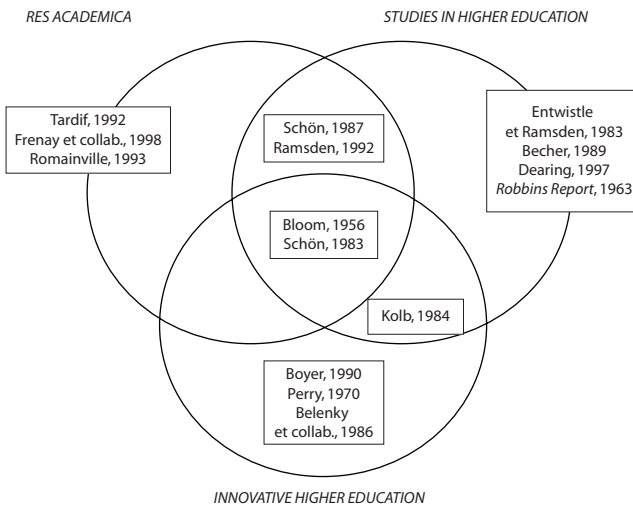 RES ACADEMICA
STUDIES IN HIGHER EDUCATION
Tardif, 1992
Frenay et collab., 1998
Romainville, 1993
Schön, 1987
Ramsden, 1992
Entwistle
et Ramsden, 1983
Becher, 1989
Dearing, 1997
Robbins Report, 1963
Bloom, 1956
Schön, 1983
Kolb, 1984
Boyer, 1990
Perry, 1970
Belenky
et collab., 1986
INNOVATIVE HIGHER EDUCATION